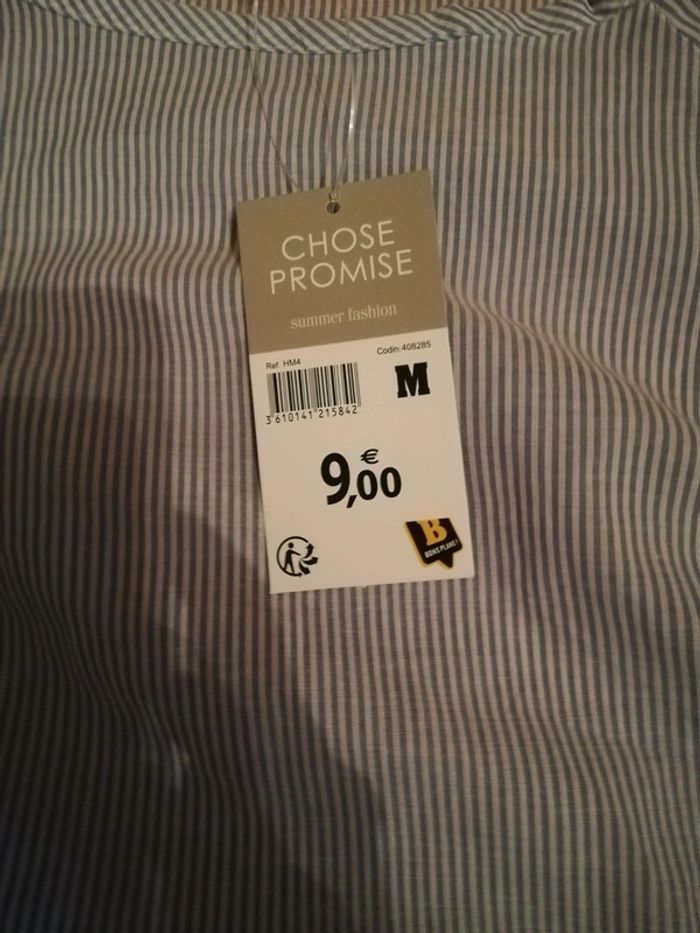 CHOSE
PROMISE
summer fashion
Ref. HM4
Codin: 408285
M
3 610141 215842
9,00 €
B
BONS PLANS!